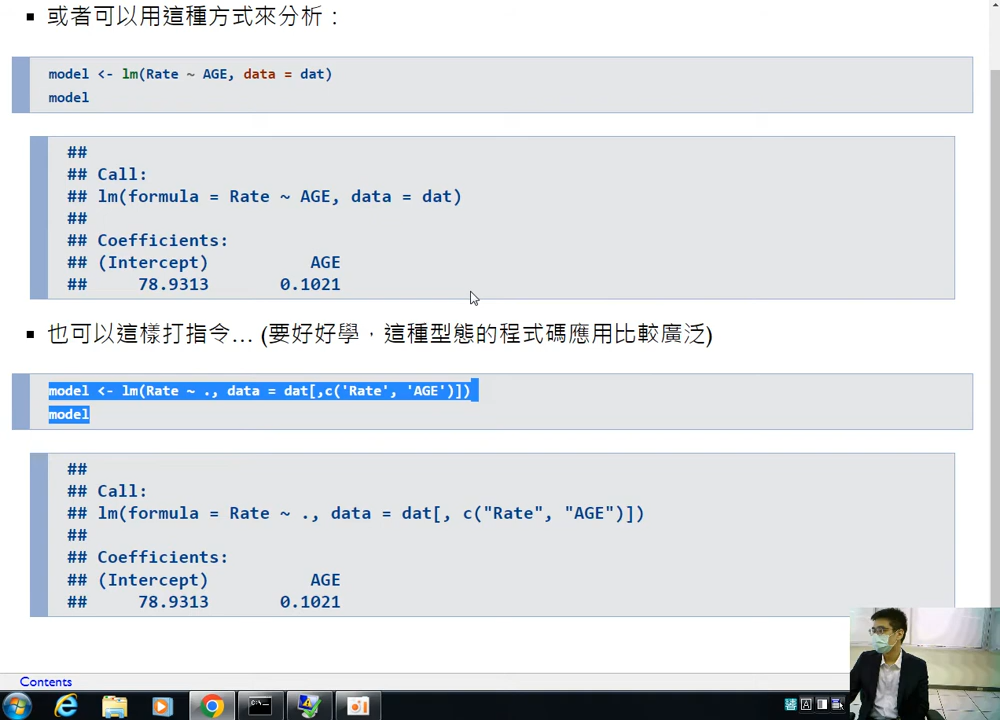 ▪ 或者可以用這種方式來分析：
model <- lm(Rate ~ AGE, data = dat)
model
##
## Call:
## lm(formula = Rate ~ AGE, data = dat)
##
## Coefficients:
## (Intercept)          AGE
##     78.9313       0.1021
▪ 也可以這樣打指令... (要好好學，這種型態的程式碼應用比較廣泛)
model <- lm(Rate ~ ., data = dat[,c('Rate', 'AGE')])
model
##
## Call:
## lm(formula = Rate ~ ., data = dat[, c("Rate", "AGE")])
##
## Coefficients:
## (Intercept)          AGE
##     78.9313       0.1021
Contents